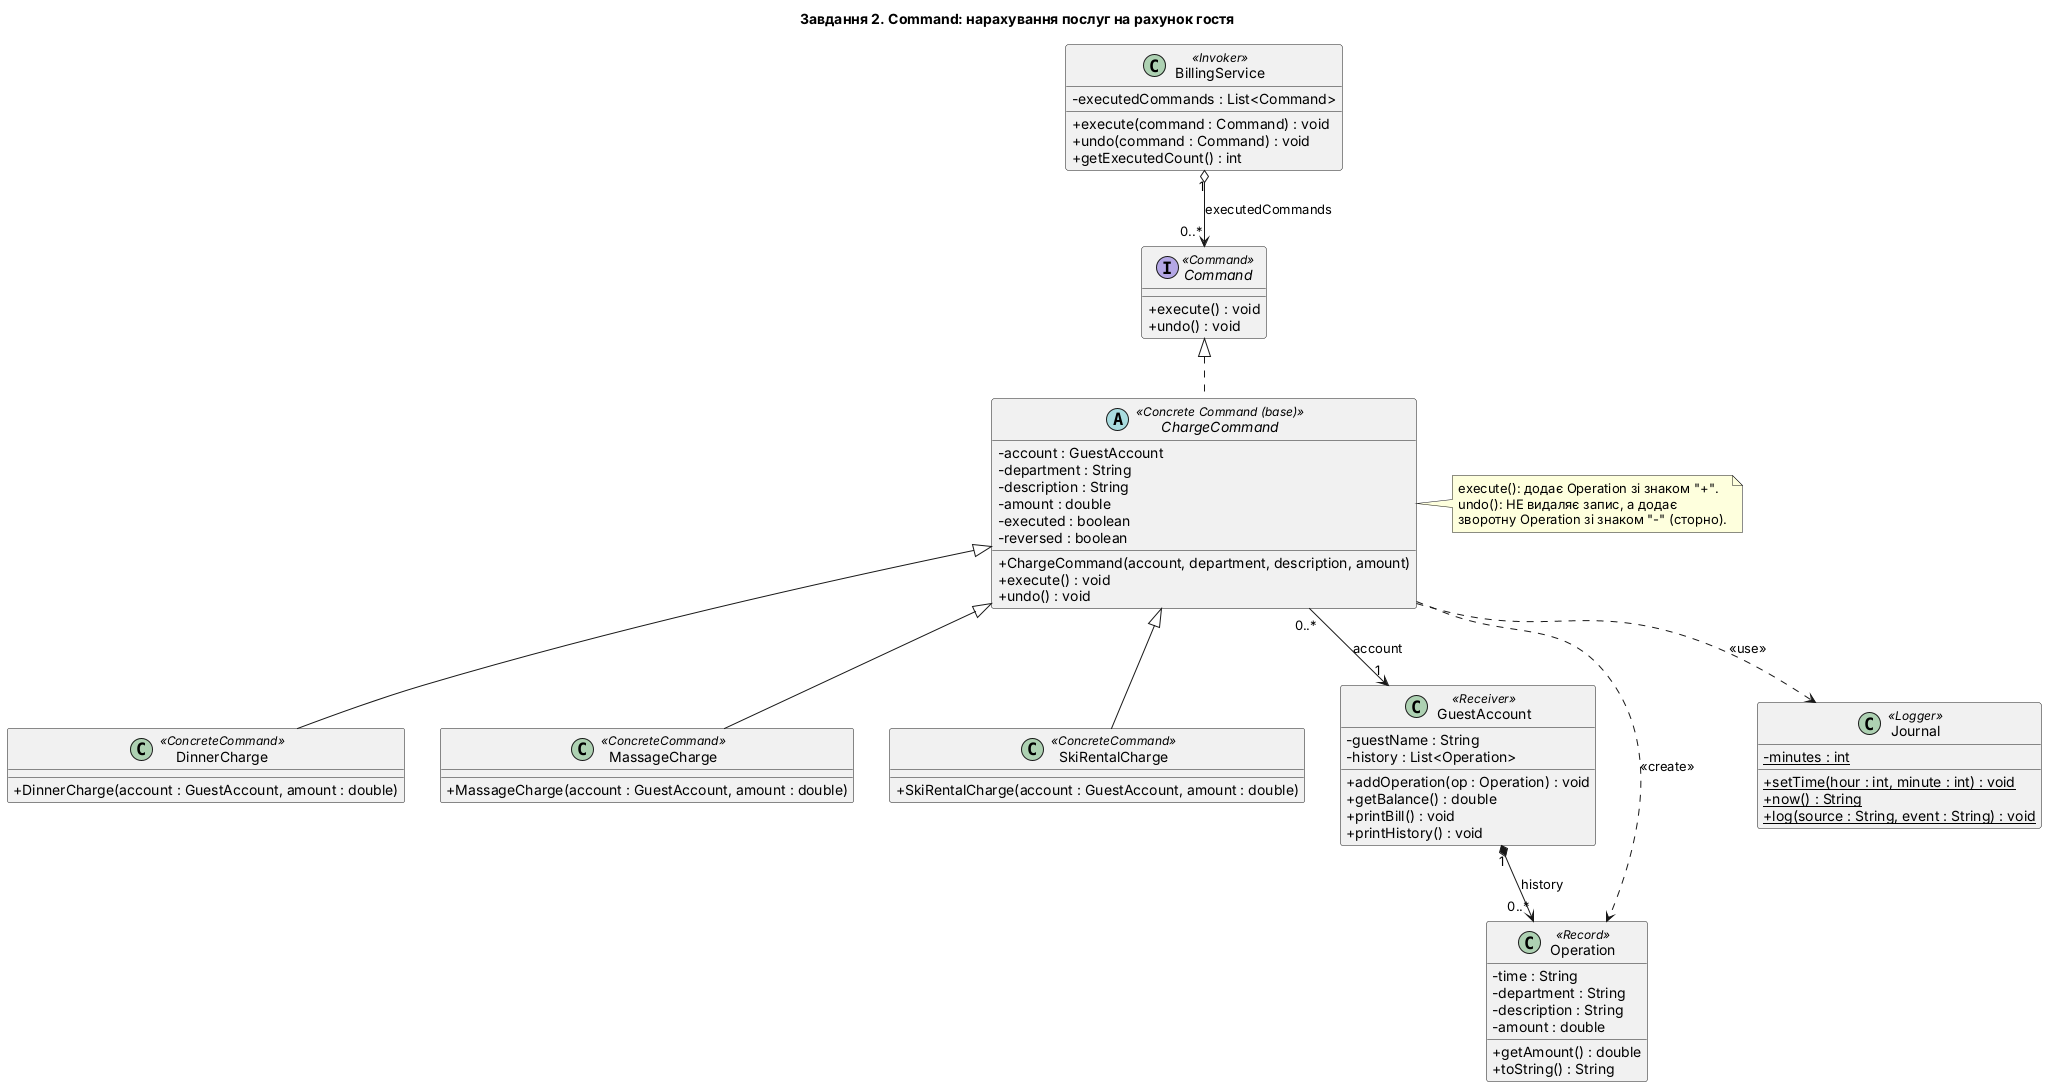 Завдання 2. Command: нарахування послуг на рахунок гостя
C
«Invoker»
BillingService
-executedCommands : List<Command>
+execute(command : Command) : void
+undo(command : Command) : void
+getExecutedCount() : int
1
executedCommands
0..*
I
«Command»
Command
+execute() : void
+undo() : void
A
«Concrete Command (base)»
ChargeCommand
-account : GuestAccount
-department : String
-description : String
-amount : double
-executed : boolean
-reversed : boolean
+ChargeCommand(account, department, description, amount)
+execute() : void
+undo() : void
execute(): додає Operation зі знаком "+".
undo(): НЕ видаляє запис, а додає
зворотну Operation зі знаком "-" (сторно).
0..*
account
1
«use»
C
«ConcreteCommand»
DinnerCharge
+DinnerCharge(account : GuestAccount, amount : double)
C
«ConcreteCommand»
MassageCharge
+MassageCharge(account : GuestAccount, amount : double)
C
«ConcreteCommand»
SkiRentalCharge
+SkiRentalCharge(account : GuestAccount, amount : double)
C
«Receiver»
GuestAccount
-guestName : String
-history : List<Operation>
+addOperation(op : Operation) : void
+getBalance() : double
+printBill() : void
+printHistory() : void
«create»
C
«Logger»
Journal
-minutes : int
+setTime(hour : int, minute : int) : void
+now() : String
+log(source : String, event : String) : void
1
history
0..*
C
«Record»
Operation
-time : String
-department : String
-description : String
-amount : double
+getAmount() : double
+toString() : String